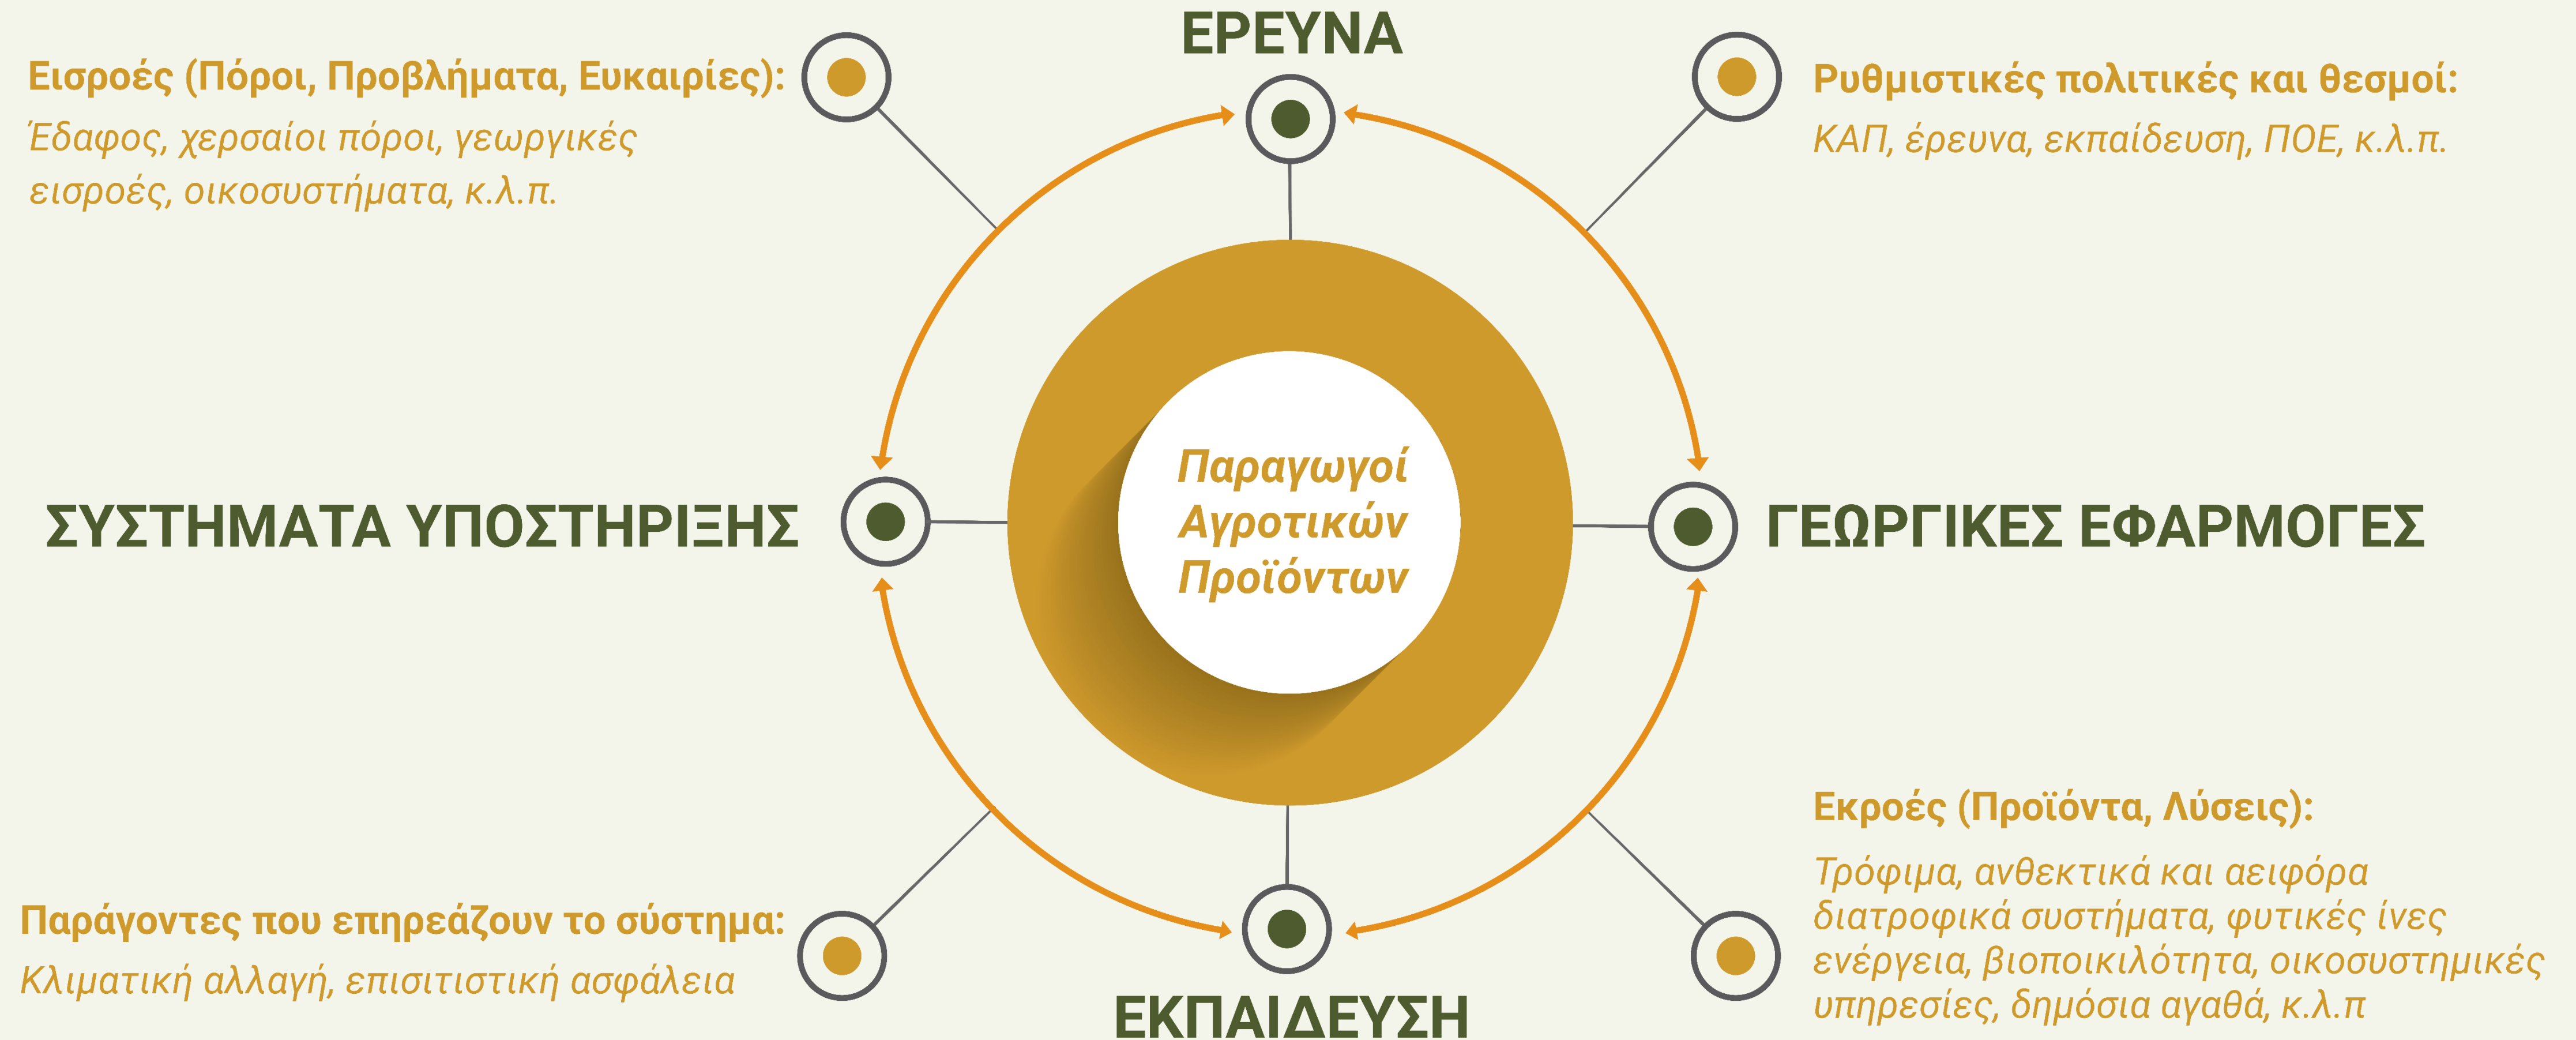 ΕΡΕΥΝΑ
Εισροές (Πόροι, Προβλήματα, Ευκαιρίες):
Έδαφος, χερσαίοι πόροι, γεωργικές
εισροές, οικοσυστήματα, κ.λ.π.
Ρυθμιστικές πολιτικές και θεσμοί:
ΚΑΠ, έρευνα, εκπαίδευση, ΠΟΕ, κ.λ.π.
ΣΥΣΤΗΜΑΤΑ ΥΠΟΣΤΗΡΙΞΗΣ
Παραγωγοί
Αγροτικών
Προϊόντων
ΓΕΩΡΓΙΚΕΣ ΕΦΑΡΜΟΓΕΣ
Παράγοντες που επηρεάζουν το σύστημα:
Κλιματική αλλαγή, επισιτιστική ασφάλεια
Εκροές (Προϊόντα, Λύσεις):
Τρόφιμα, ανθεκτικά και αειφόρα
διατροφικά συστήματα, φυτικές ίνες
ενέργεια, βιοποικιλότητα, οικοσυστημικές
υπηρεσίες, δημόσια αγαθά, κ.λ.π
ΕΚΠΑΙΔΕΥΣΗ